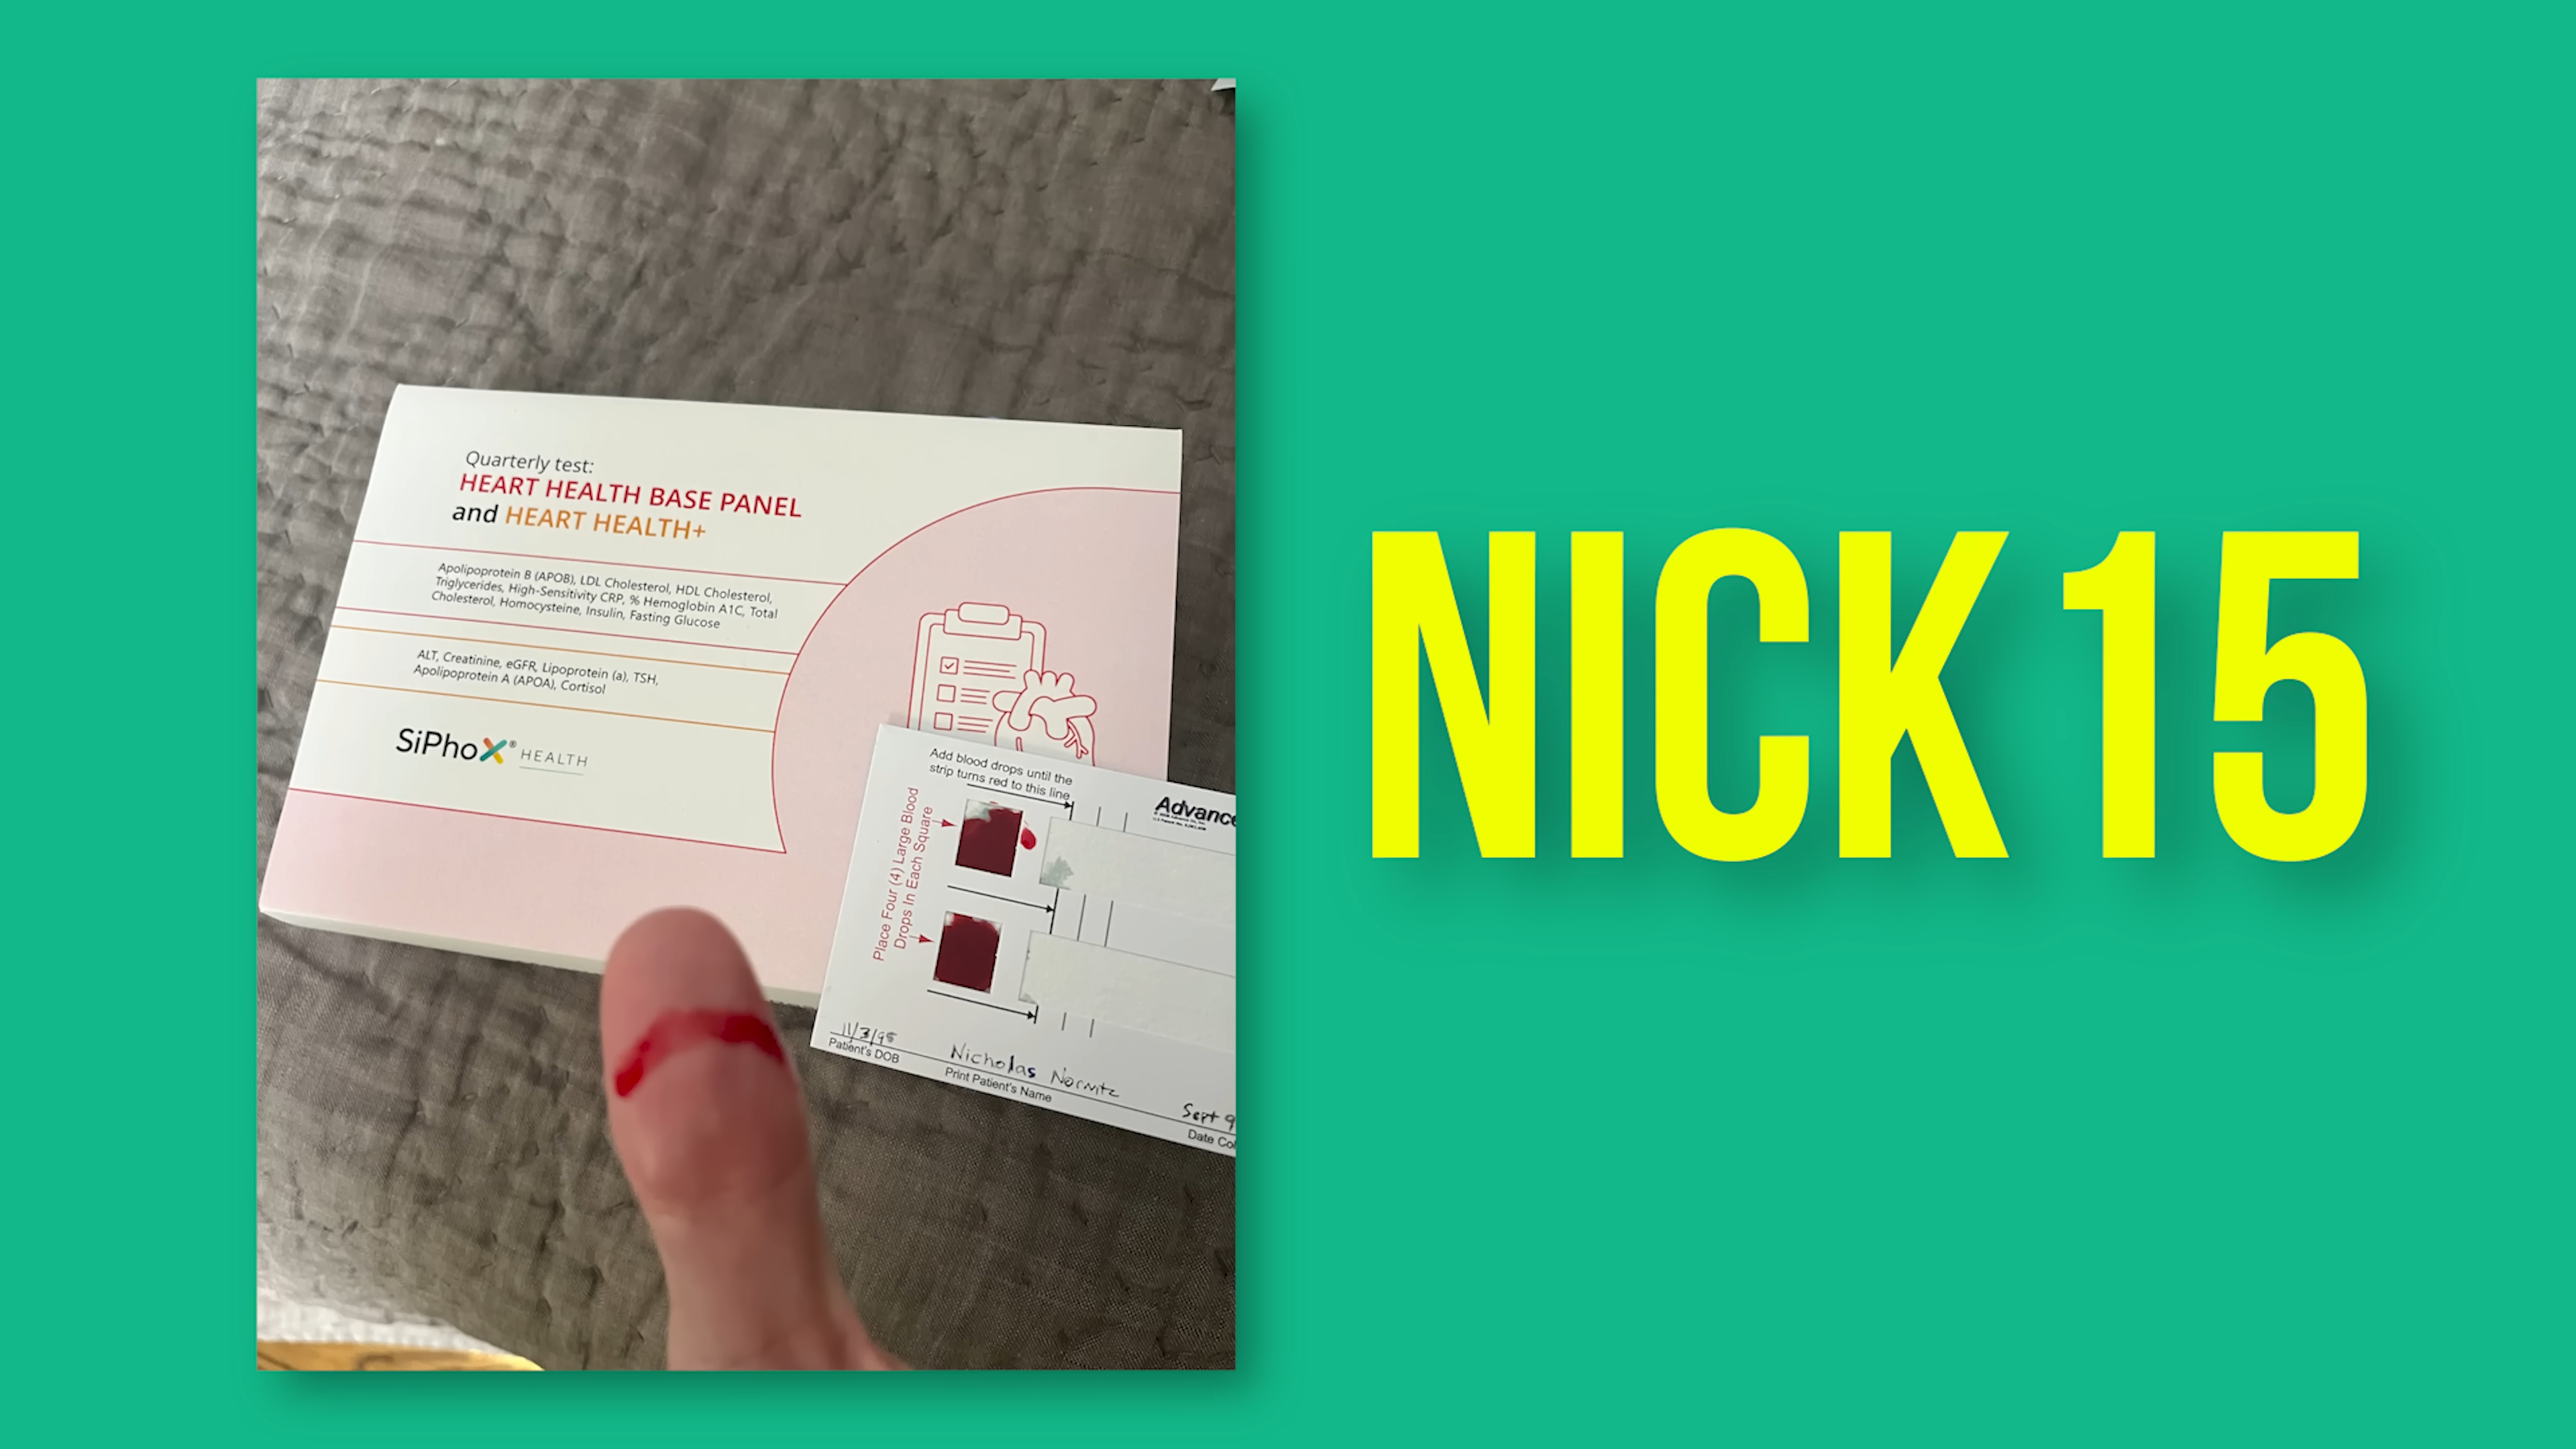 Quarterly test:
HEART HEALTH BASE PANEL
and HEART HEALTH+
Apolipoprotein B (APOB), LDL Cholesterol, HDL Cholesterol,
Triglycerides, High-Sensitivity CRP, % Hemoglobin A1C, Total
Cholesterol, Homocysteine, Insulin, Fasting Glucose
ALT, Creatinine, eGFR, Lipoprotein (a), TSH,
Apolipoprotein A (APOA), Cortisol
SiPhoX® HEALTH
Add blood drops until the
strip turns red to this line
Advance
Place Four (4) Large Blood
Drops In Each Square
11/3/95
Patient's DOB
Nicholas Norwitz
Print Patient's Name
Sept 9
Date Col
NICK15